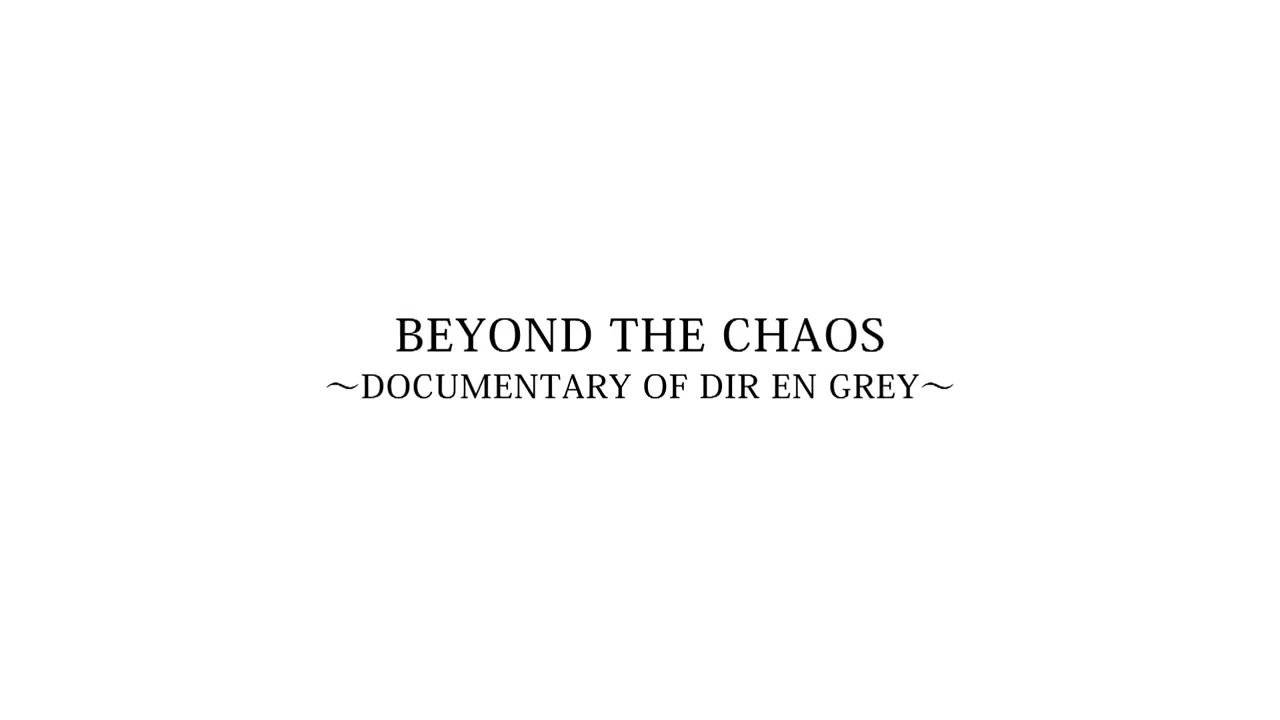 BEYOND THE CHAOS
～DOCUMENTARY OF DIR EN GREY～